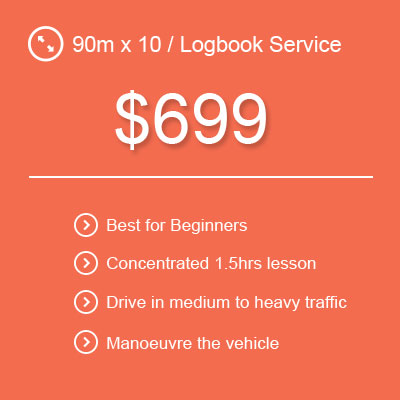 90m x 10 / Logbook Service
$699
Best for Beginners
Concentrated 1.5hrs lesson
Drive in medium to heavy traffic
Manoeuvre the vehicle